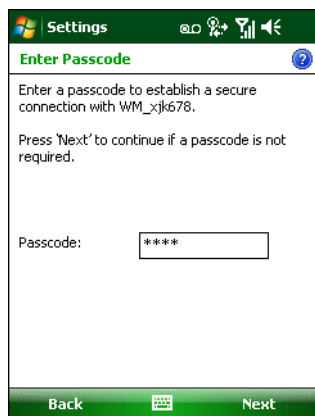 Settings
Enter Passcode
Enter a passcode to establish a secure
connection with WM_xjk678.
Press 'Next' to continue if a passcode is not
required.
Passcode: ****
Back Next